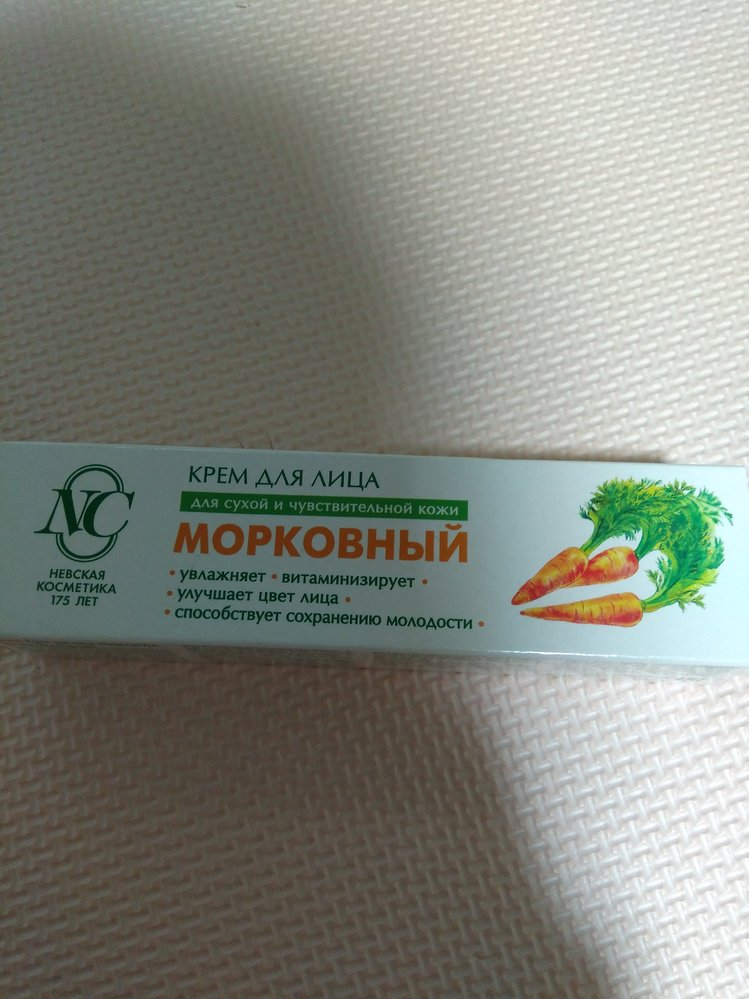 NC
НЕВСКАЯ
КОСМЕТИКА
175 ЛЕТ
КРЕМ ДЛЯ ЛИЦА
для сухой и чувствительной кожи
МОРКОВНЫЙ
• увлажняет • витаминизирует •
• улучшает цвет лица •
• способствует сохранению молодости •